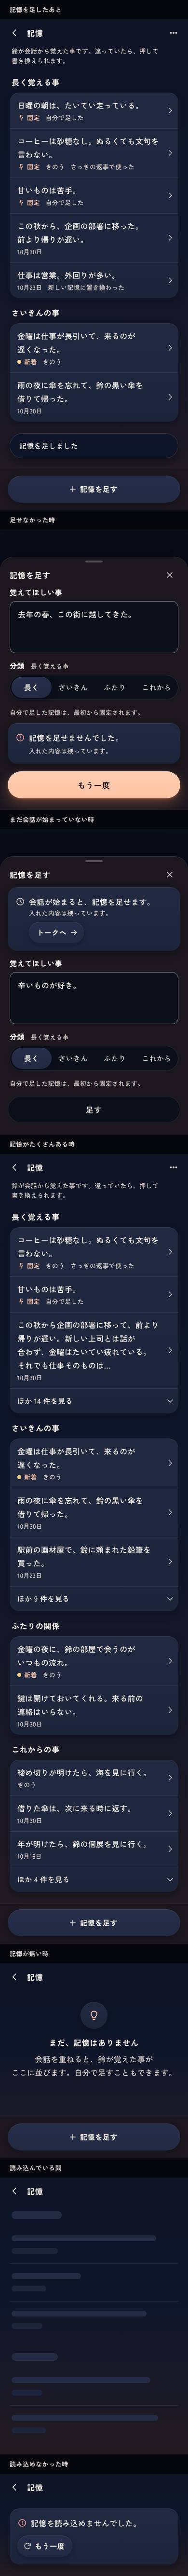 記憶を足したあと
記憶
鈴が会話から覚えた事です。違っていたら、押して
書き換えられます。
長く覚える事
日曜の朝は、たいてい走っている。
固定 自分で足した
コーヒーは砂糖なし。ぬるくても文句を
言わない。
固定 きのう さっきの返事で使った
甘いものは苦手。
固定 自分で足した
この秋から、企画の部署に移った。
前より帰りが遅い。
10月30日
仕事は営業。外回りが多い。
10月23日 新しい記憶に置き換わった
さいきんの事
金曜は仕事が長引いて、来るのが
遅くなった。
新着 きのう
雨の夜に傘を忘れて、鈴の黒い傘を
借りて帰った。
10月30日
記憶を足しました
+ 記憶を足す
足せなかった時
記憶を足す
覚えてほしい事
去年の春、この街に越してきた。
分類 長く覚える事
長く さいきん ふたり これから
自分で足した記憶は、最初から固定されます。
記憶を足せませんでした。
入れた内容は残っています。
もう一度
まだ会話が始まっていない時
記憶を足す
会話が始まると、記憶を足せます。
入れた内容は残っています。
トークへ →
覚えてほしい事
辛いものが好き。
分類 長く覚える事
長く さいきん ふたり これから
自分で足した記憶は、最初から固定されます。
足す
記憶がたくさんある時
記憶
鈴が会話から覚えた事です。違っていたら、押して
書き換えられます。
長く覚える事
コーヒーは砂糖なし。ぬるくても文句を
言わない。
固定 きのう さっきの返事で使った
甘いものは苦手。
固定 自分で足した
この秋から企画の部署に移って、前より
帰りが遅い。新しい上司とは話が
合わず、金曜はたいてい疲れている。
それでも仕事そのものは…
10月30日
ほか 14 件を見る
さいきんの事
金曜は仕事が長引いて、来るのが
遅くなった。
新着 きのう
雨の夜に傘を忘れて、鈴の黒い傘を
借りて帰った。
10月30日
駅前の画材屋で、鈴に頼まれた鉛筆を
買った。
10月23日
ほか 9 件を見る
ふたりの関係
金曜の夜に、鈴の部屋で会うのが
いつもの流れ。
新着 きのう
鍵は開けておいてくれる。来る前の
連絡はいらない。
10月30日
これからの事
締め切りが明けたら、海を見に行く。
きのう
借りた傘は、次に来る時に返す。
10月30日
年が明けたら、鈴の個展を見に行く。
10月16日
ほか 4 件を見る
+ 記憶を足す
記憶が無い時
記憶
まだ、記憶はありません
会話を重ねると、鈴が覚えた事が
ここに並びます。自分で足すこともできます。
+ 記憶を足す
読み込んでいる間
記憶
読み込めなかった時
記憶
記憶を読み込めませんでした。
もう一度